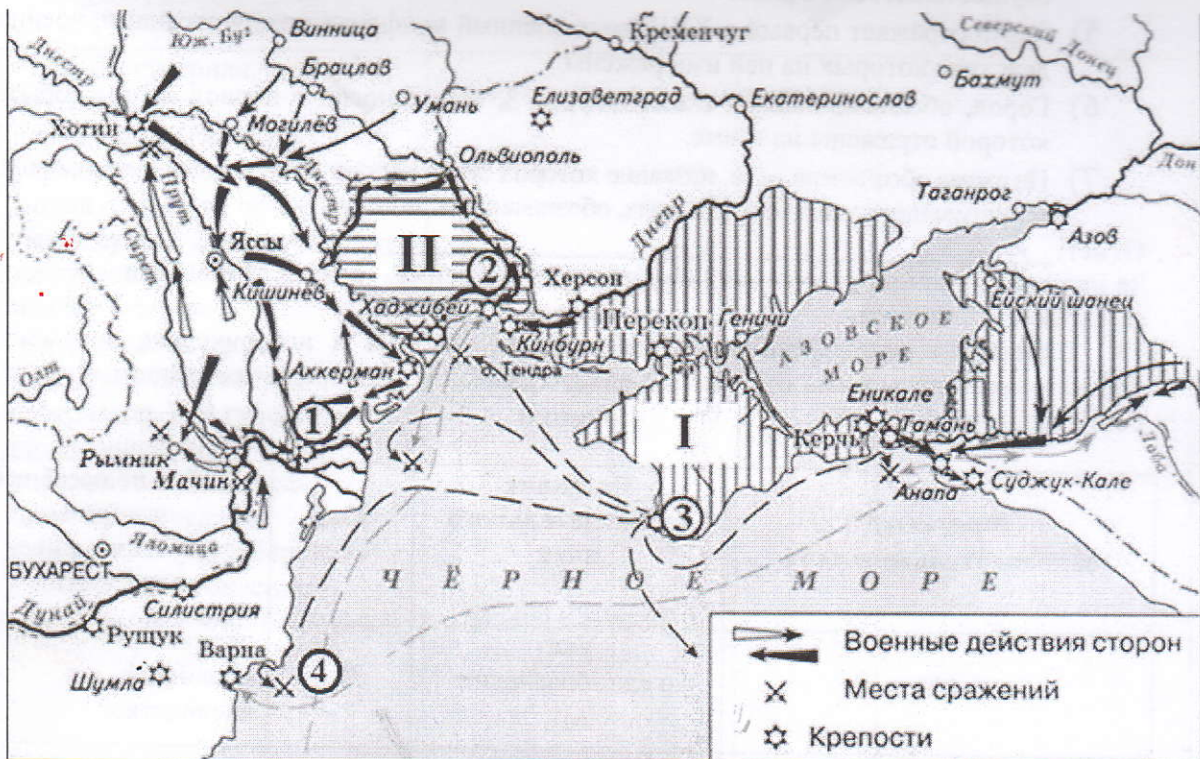 Днестр
Юж. Буг
Винница
Брацлов
Умань
Кременчуг
Елизаветград
Екатеринослав
Северский Донец
Бахмут
Дон
Хотин
Могилёв
Днестр
Ольвиополь
Днепр
Таганрог
Азов
Прут
Сирет
Яссы
Кишинёв
II
2
Хаджибей
Херсон
Кинбурн
о. Тендра
Перекоп
Геничи
Ейский шанец
АЗОВСКОЕ
МОРЕ
Олт
Аккерман
1
I
Еникале
Керчь
Тамань
Лаба
Рымник
Мачин
Анапа
Суджук-Кале
3
Яломица
БУХАРЕСТ
Силистрия
Дунай
Рущук
Варна
Шумла
4
ЧЁРНОЕ МОРЕ
Военные действия сторон
Места сражений
Крепости